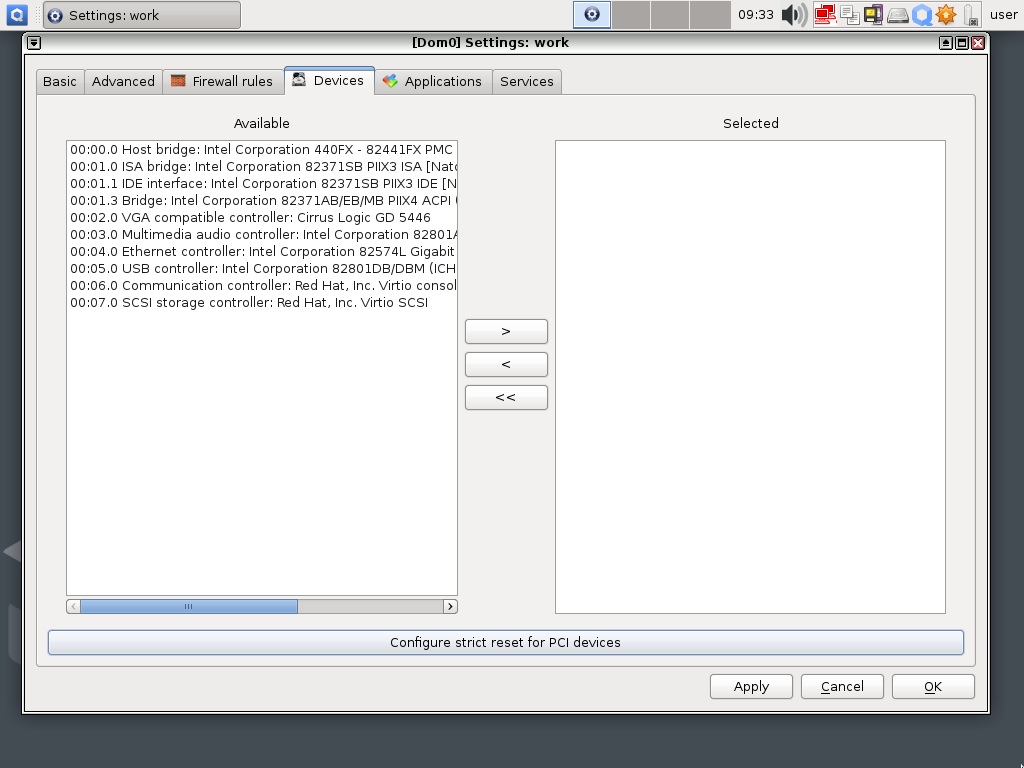 Settings: work
09:33
user
[Dom0] Settings: work
Basic
Advanced
Firewall rules
Devices
Applications
Services
Available
00:00.0 Host bridge: Intel Corporation 440FX - 82441FX PMC
00:01.0 ISA bridge: Intel Corporation 82371SB PIIX3 ISA [Nato
00:01.1 IDE interface: Intel Corporation 82371SB PIIX3 IDE [N
00:01.3 Bridge: Intel Corporation 82371AB/EB/MB PIIX4 ACPI (
00:02.0 VGA compatible controller: Cirrus Logic GD 5446
00:03.0 Multimedia audio controller: Intel Corporation 82801A
00:04.0 Ethernet controller: Intel Corporation 82574L Gigabit
00:05.0 USB controller: Intel Corporation 82801DB/DBM (ICH
00:06.0 Communication controller: Red Hat, Inc. Virtio consol
00:07.0 SCSI storage controller: Red Hat, Inc. Virtio SCSI
>
<
<<
Selected
Configure strict reset for PCI devices
Apply
Cancel
OK